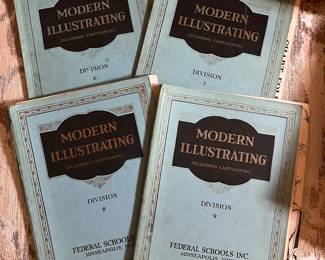 MODERN
ILLUSTRATING
INCLUDING CARTOONING
DIVISION
6
MODERN
ILLUSTRATING
INCLUDING CARTOONING
DIVISION
7
MODERN
ILLUSTRATING
INCLUDING CARTOONING
DIVISION
8
FEDERAL SCHOOLS
MINNEAPOLIS,
MODERN
ILLUSTRATING
INCLUDING CARTOONING
DIVISION
9
FEDERAL SCHOOLS INC.
MINNEAPOLIS,